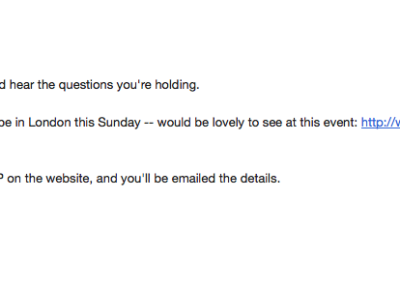 hear the questions you're holding.
in London this Sunday -- would be lovely to see at this event: http://
on the website, and you'll be emailed the details.